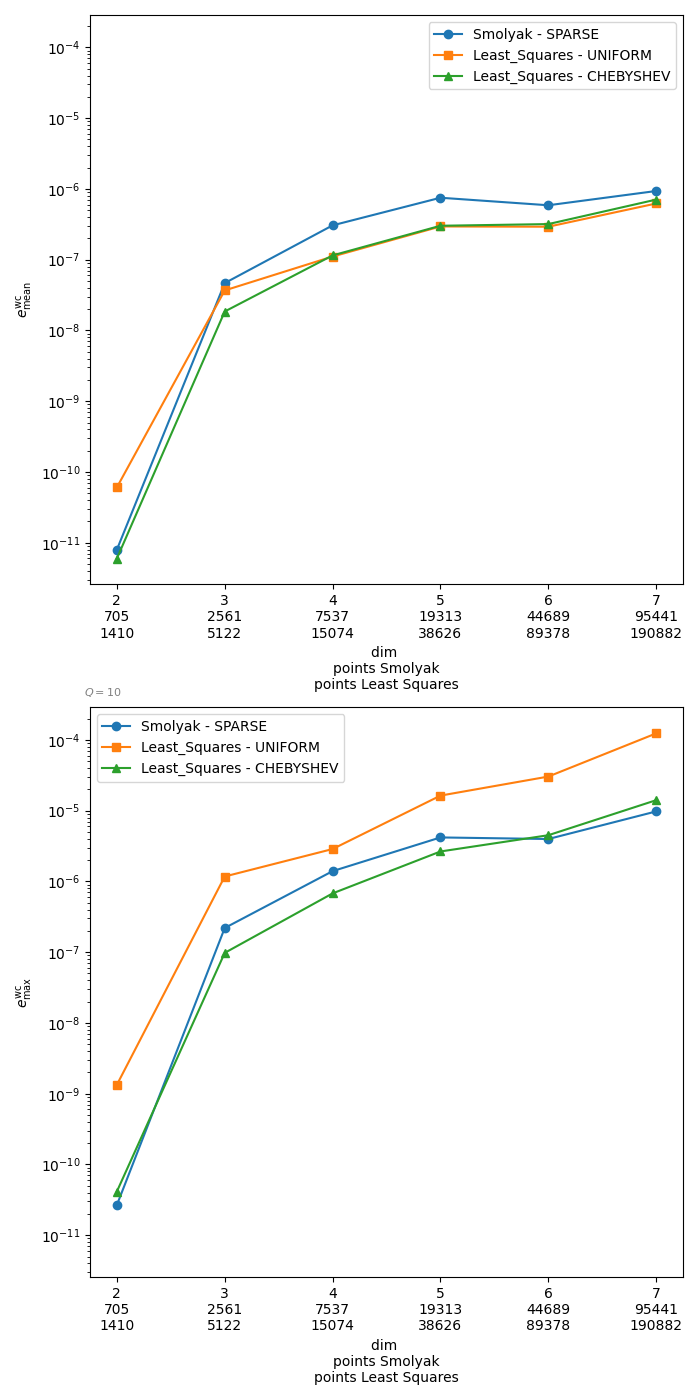 Smolyak - SPARSE
Least_Squares - UNIFORM
Least_Squares - CHEBYSHEV
10⁻⁴
10⁻⁵
10⁻⁶
10⁻⁷
10⁻⁸
10⁻⁹
10⁻¹⁰
10⁻¹¹
e^wc_mean
2 3 4 5 6 7
705 2561 7537 19313 44689 95441
1410 5122 15074 38626 89378 190882
dim
points Smolyak
points Least Squares
Q = 10
Smolyak - SPARSE
Least_Squares - UNIFORM
Least_Squares - CHEBYSHEV
10⁻⁴
10⁻⁵
10⁻⁶
10⁻⁷
10⁻⁸
10⁻⁹
10⁻¹⁰
10⁻¹¹
e^wc_max
2 3 4 5 6 7
705 2561 7537 19313 44689 95441
1410 5122 15074 38626 89378 190882
dim
points Smolyak
points Least Squares